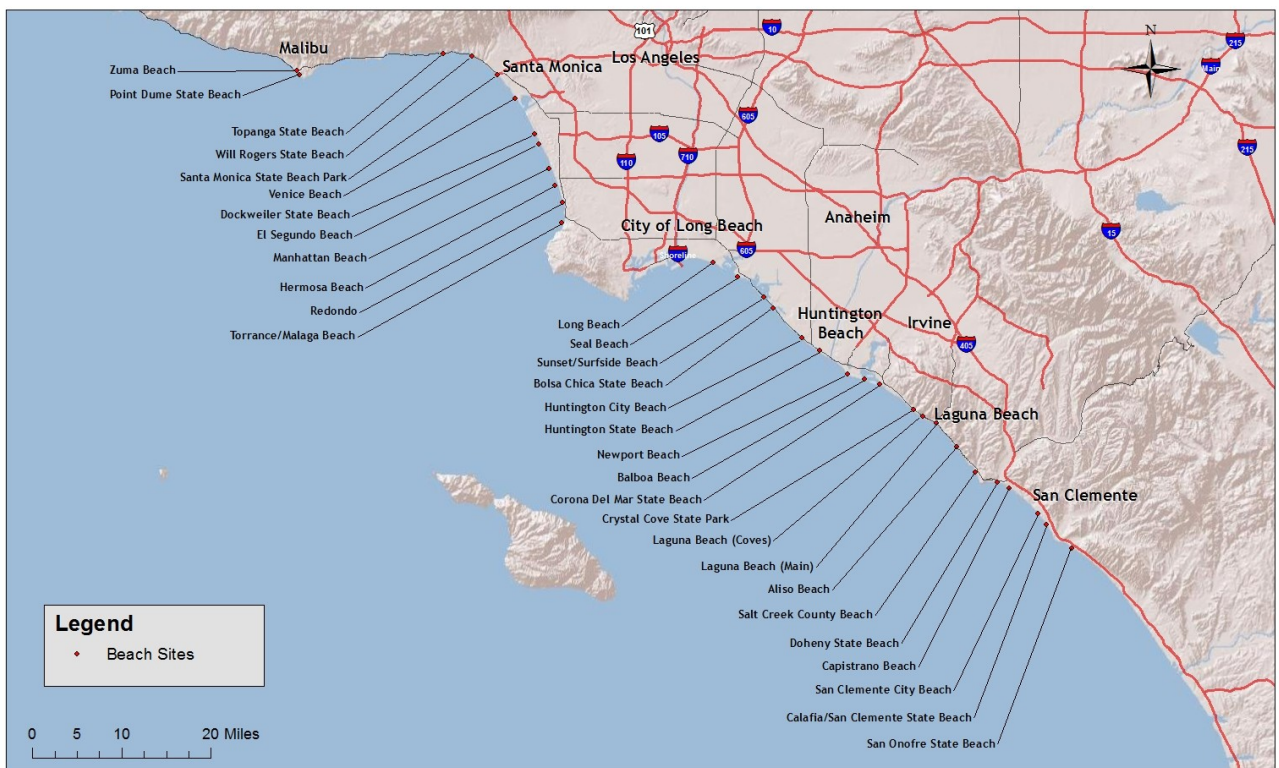 N
101
10
215
Main
Malibu
Santa Monica
Los Angeles
Zuma Beach
Point Dume State Beach
Topanga State Beach
Will Rogers State Beach
Santa Monica State Beach Park
Venice Beach
Dockweiler State Beach
El Segundo Beach
Manhattan Beach
Hermosa Beach
Redondo
Torrance/Malaga Beach
605
105
110
710
215
15
Anaheim
City of Long Beach
605
Shoreline
Huntington
Beach
Irvine
405
Laguna Beach
San Clemente
Long Beach
Seal Beach
Sunset/Surfside Beach
Bolsa Chica State Beach
Huntington City Beach
Huntington State Beach
Newport Beach
Balboa Beach
Corona Del Mar State Beach
Crystal Cove State Park
Laguna Beach (Coves)
Laguna Beach (Main)
Aliso Beach
Salt Creek County Beach
Doheny State Beach
Capistrano Beach
San Clemente City Beach
Calafia/San Clemente State Beach
San Onofre State Beach
Legend
Beach Sites
0 5 10 20 Miles